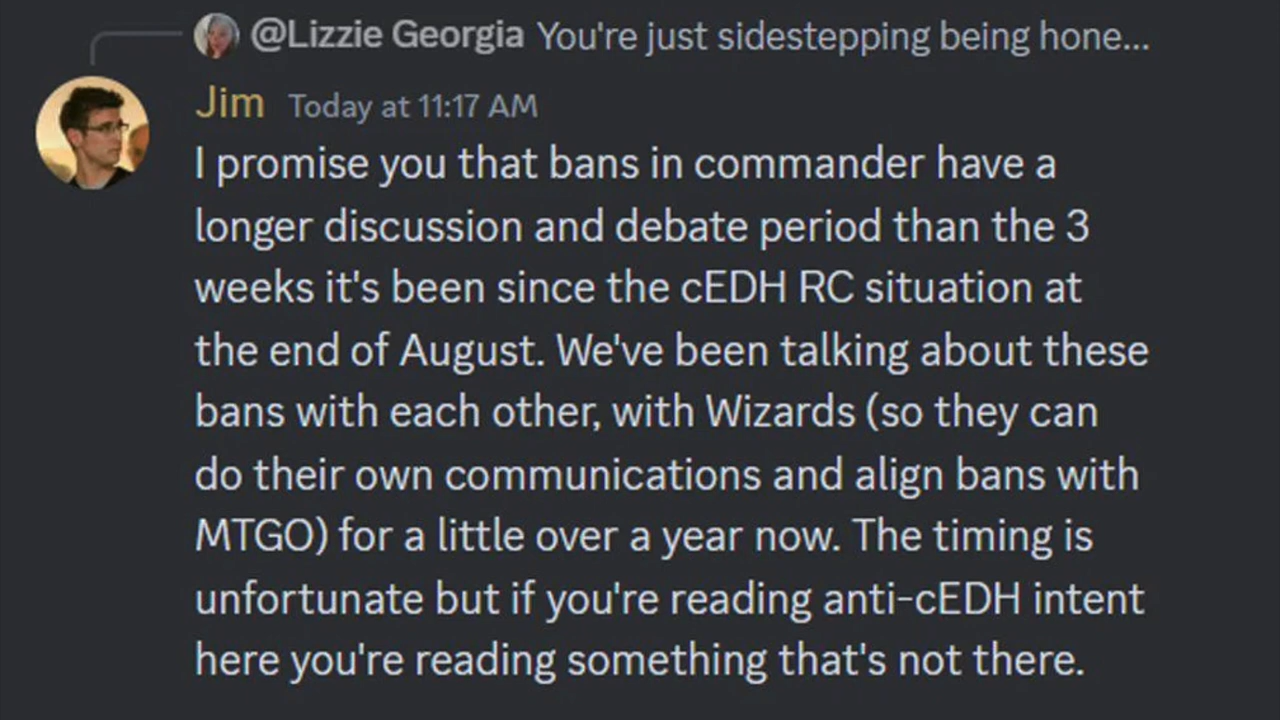 @Lizzie Georgia You're just sidestepping being hone...
Jim Today at 11:17 AM
I promise you that bans in commander have a
longer discussion and debate period than the 3
weeks it's been since the cEDH RC situation at
the end of August. We've been talking about these
bans with each other, with Wizards (so they can
do their own communications and align bans with
MTGO) for a little over a year now. The timing is
unfortunate but if you're reading anti-cEDH intent
here you're reading something that's not there.